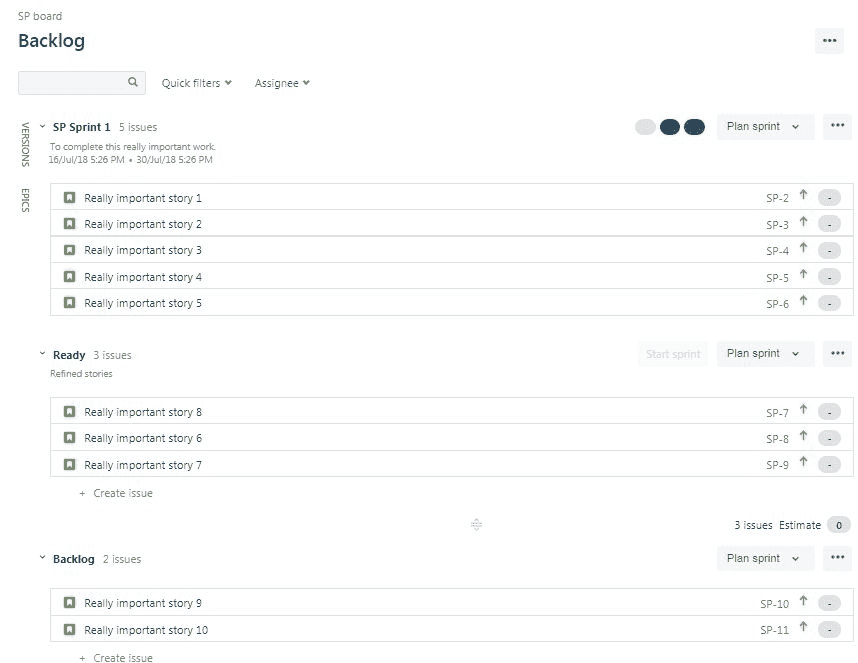 SP board
Backlog
Quick filters Assignee
VERSIONS
EPICS
SP Sprint 1 5 issues Plan sprint
To complete this really important work.
16/Jul/18 5:26 PM • 30/Jul/18 5:26 PM
Really important story 1 SP-2 -
Really important story 2 SP-3 -
Really important story 3 SP-4 -
Really important story 4 SP-5 -
Really important story 5 SP-6 -
Ready 3 issues Start sprint Plan sprint
Refined stories
Really important story 8 SP-7 -
Really important story 6 SP-8 -
Really important story 7 SP-9 -
+ Create issue
3 issues Estimate 0
Backlog 2 issues Plan sprint
Really important story 9 SP-10 -
Really important story 10 SP-11 -
+ Create issue